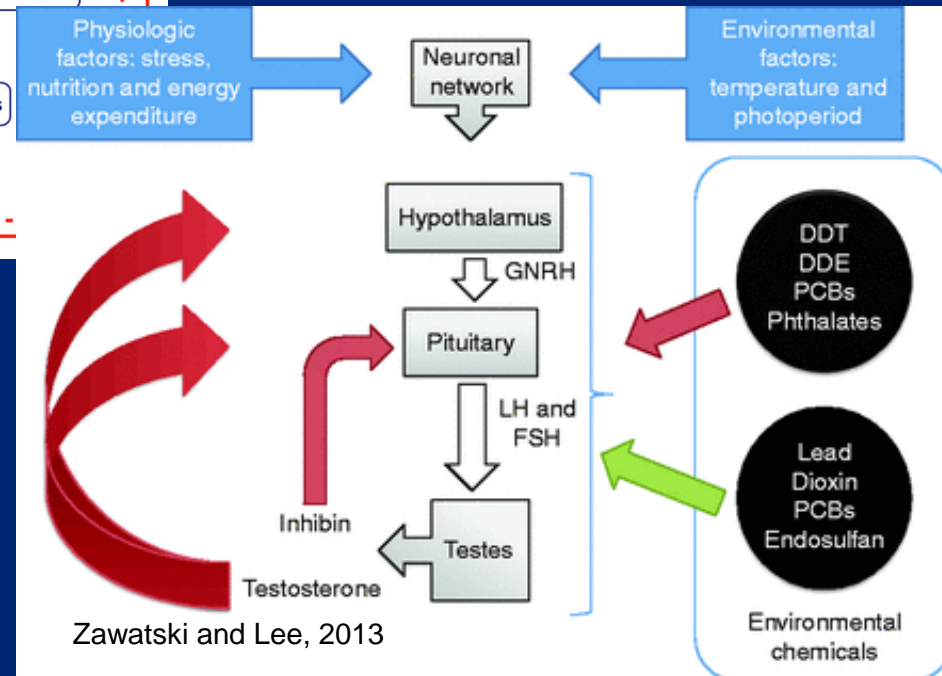 Physiologic
factors: stress,
nutrition and energy
expenditure
Neuronal
network
Environmental
factors:
temperature and
photoperiod
Hypothalamus
GNRH
Pituitary
LH and
FSH
Inhibin
Testes
Testosterone
DDT
DDE
PCBs
Phthalates
Lead
Dioxin
PCBs
Endosulfan
Environmental
chemicals
Zawatski and Lee, 2013